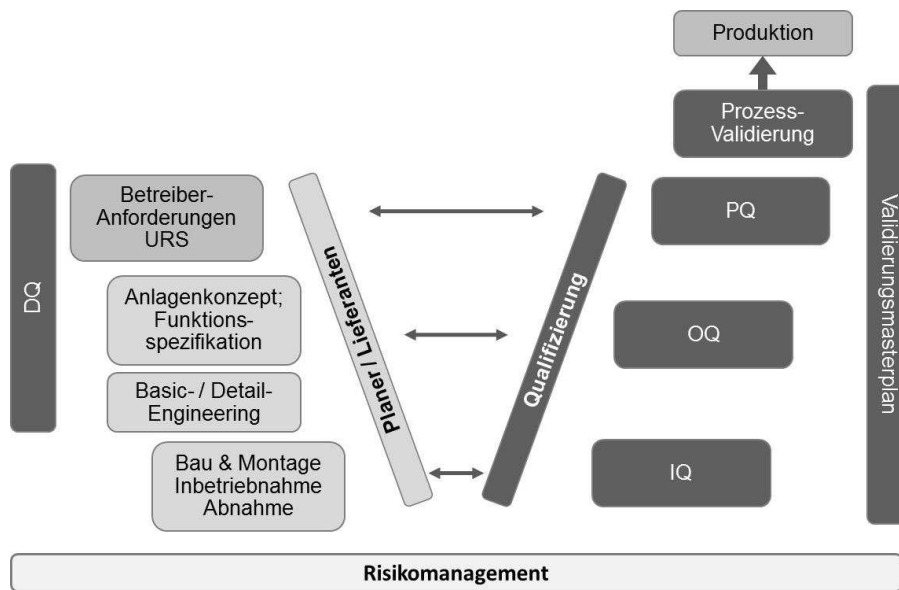 Produktion
Prozess-
Validierung
Betreiber-
Anforderungen
URS
PQ
Anlagenkonzept;
Funktions-
spezifikation
OQ
Basic- / Detail-
Engineering
Bau & Montage
Inbetriebnahme
Abnahme
IQ
DQ
Planer / Lieferanten
Qualifizierung
Validierungsmasterplan
Risikomanagement